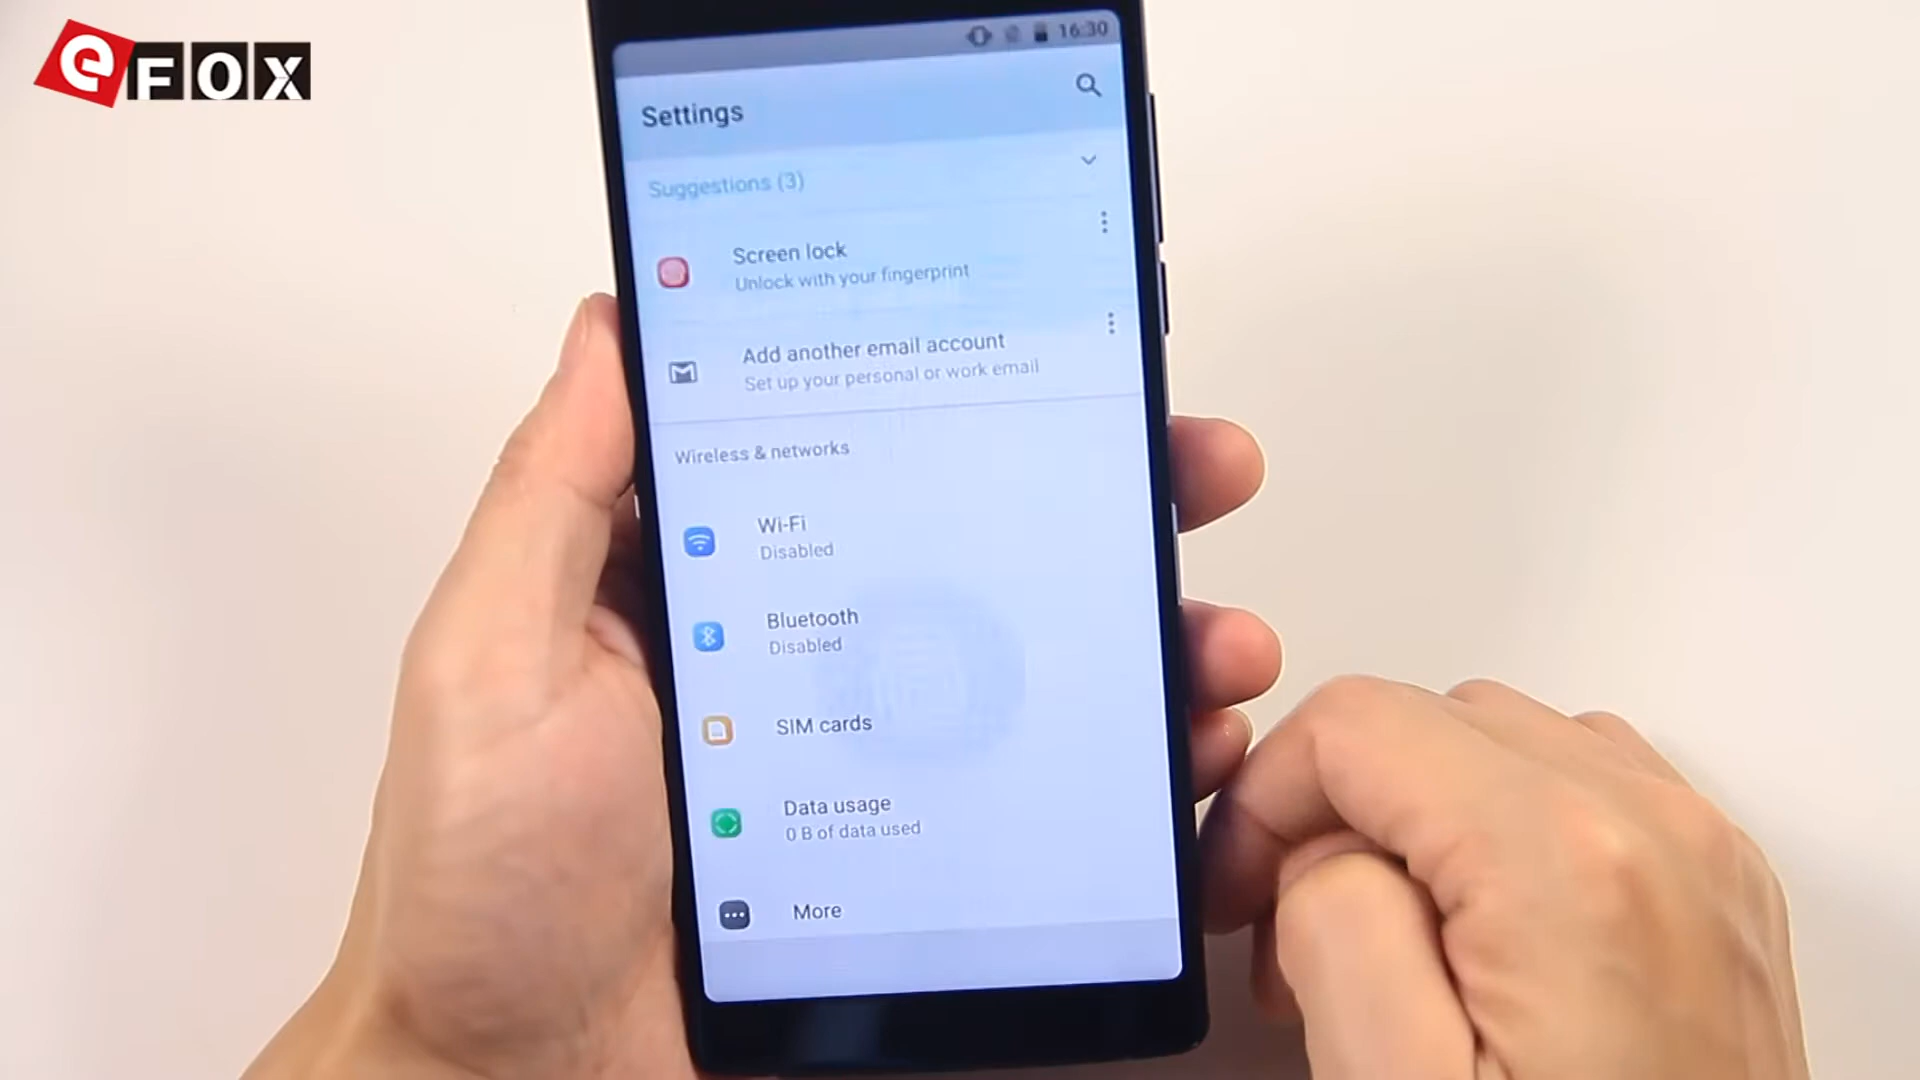 eFOX
16:30
Settings
Suggestions (3)
Screen lock
Unlock with your fingerprint
Add another email account
Set up your personal or work email
Wireless & networks
Wi-Fi
Disabled
Bluetooth
Disabled
SIM cards
Data usage
0 B of data used
More